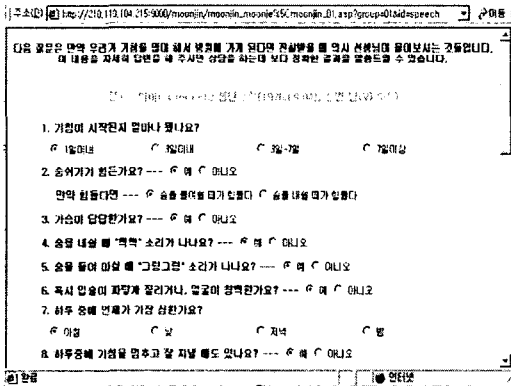 주소(D) http://210.119.104.215:9000/moonjin/moonjin_moonjeï%5Cmoonjin_01.asp?group=01&id=speech 이동
다음 질문은 만약 우리가 기침을 많이 해서 병원에 가게 된다면 진찰받을 때 의사 선생님이 물어보시는 것들입니다.
이 내용을 자세히 답변을 해 주시면 상담을 하는데 보다 정확한 결과를 말씀드릴 수 있습니다.
1. 기침이 시작된지 얼마나 됐나요?
1일이내 3일이내 3일-7일 7일이상
2. 숨쉬기가 힘든가요? --- 예 아니오
만약 힘들다면 --- 숨을 들이쉴 때가 힘들다 숨을 내쉴 때가 힘들다
3. 가슴이 답답한가요? --- 예 아니오
4. 숨을 내쉴 때 "쌕쌕" 소리가 나나요? --- 예 아니오
5. 숨을 들여 마실 때 "그렁그렁" 소리가 나나요? --- 예 아니오
6. 혹시 입술이 파랗게 질리거나, 얼굴이 창백한가요? --- 예 아니오
7. 하루 중에 언제가 가장 심한가요?
아침 낮 저녁 밤
8. 하루중에 기침을 멈추고 잘 지낼 때도 있나요? --- 예 아니오
완료 인터넷